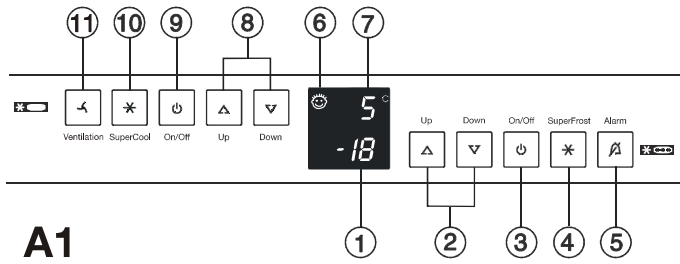 11 10 9 8 6 7
5 °C
Up Down On/Off SuperFrost Alarm
Ventilation SuperCool On/Off Up Down
-18
A1
1 2 3 4 5